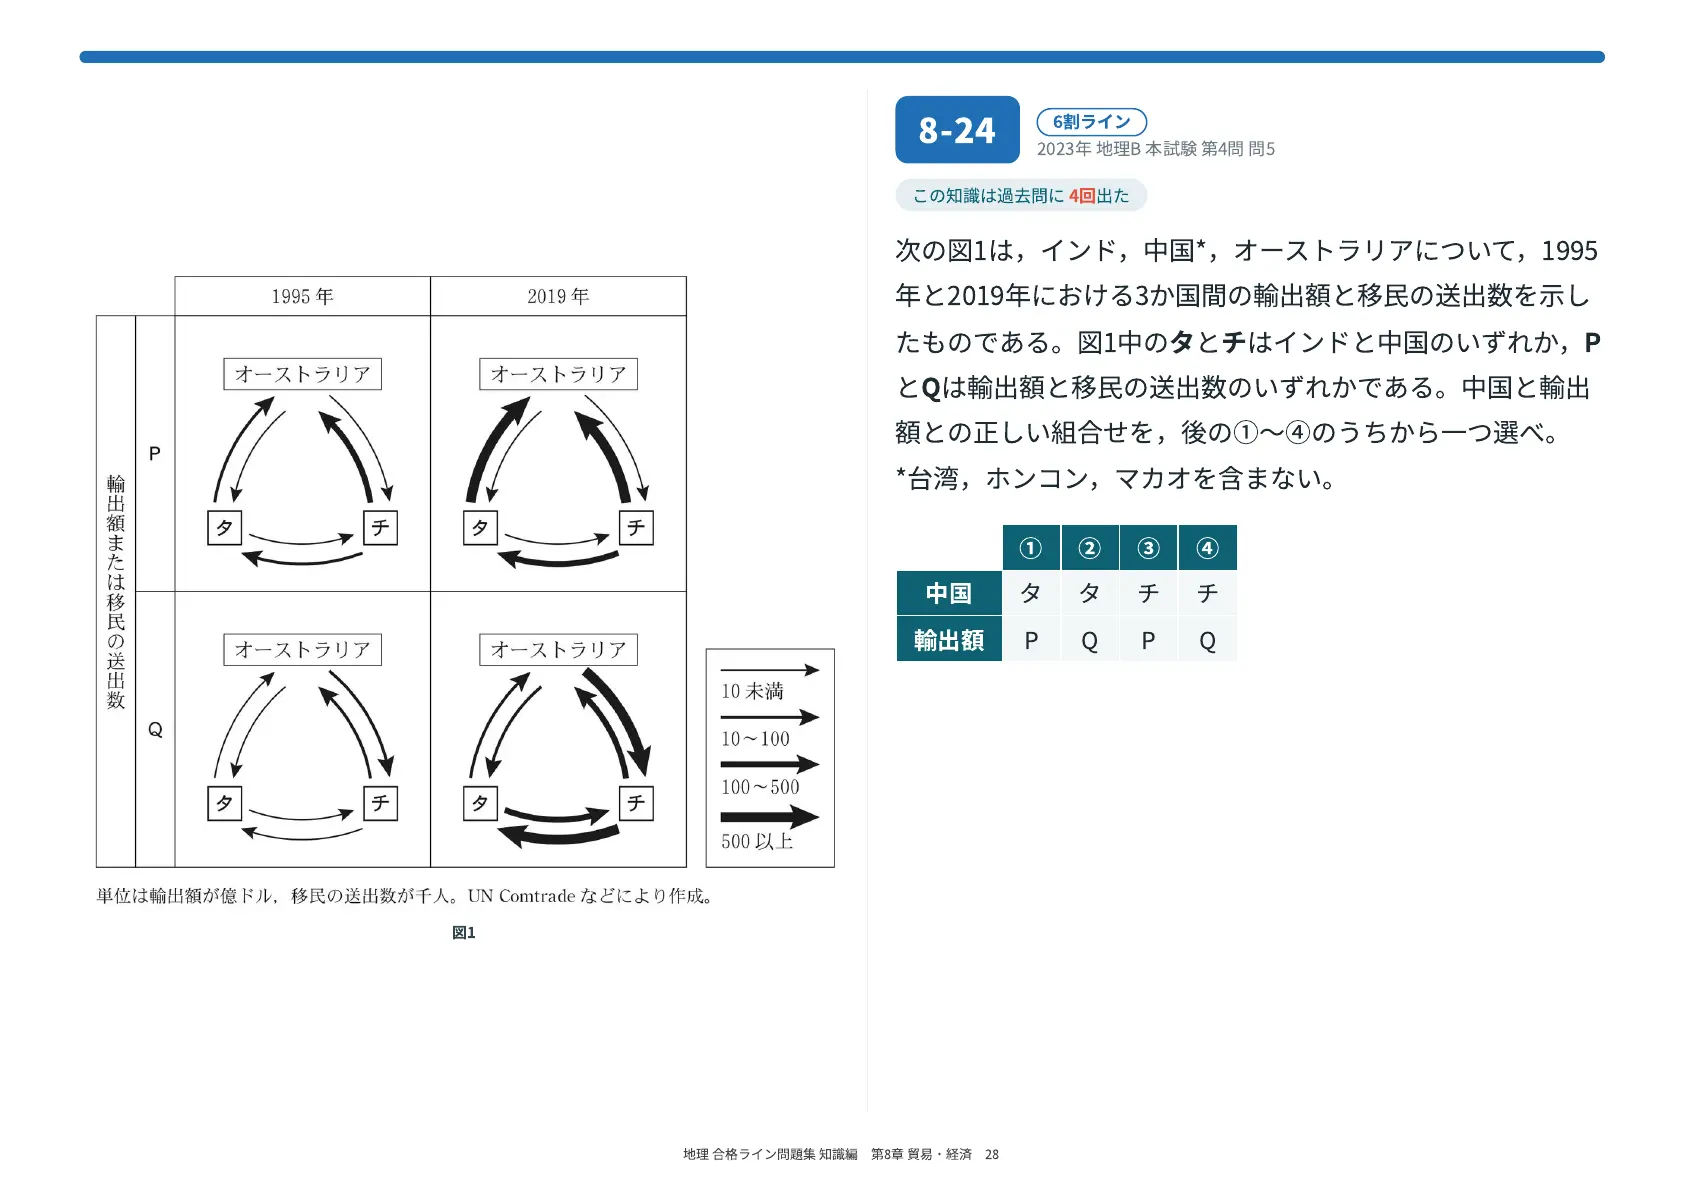 1995 年
2019 年
輸出額または移民の送出数
P
オーストラリア
タ
チ
オーストラリア
タ
チ
Q
オーストラリア
タ
チ
オーストラリア
タ
チ
10 未満
10～100
100～500
500 以上
単位は輸出額が億ドル，移民の送出数が千人。UN Comtrade などにより作成。
図1
8-24
6割ライン
2023年 地理B 本試験 第4問 問5
この知識は過去問に 4回出た
次の図1は，インド，中国*，オーストラリアについて，1995
年と2019年における3か国間の輸出額と移民の送出数を示し
たものである。図1中のタとチはインドと中国のいずれか，P
とQは輸出額と移民の送出数のいずれかである。中国と輸出
額との正しい組合せを，後の①～④のうちから一つ選べ。
*台湾，ホンコン，マカオを含まない。
① ② ③ ④
中国 タ タ チ チ
輸出額 P Q P Q
地理 合格ライン問題集 知識編　第8章 貿易・経済　28